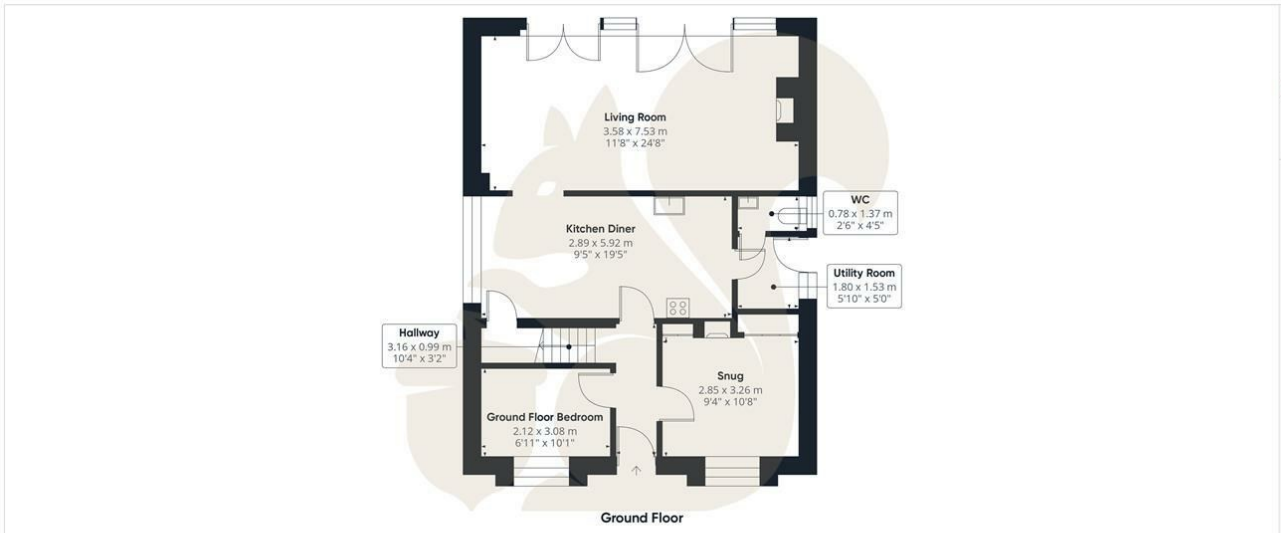 Living Room
3.58 x 7.53 m
11'8" x 24'8"
WC
0.78 x 1.37 m
2'6" x 4'5"
Kitchen Diner
2.89 x 5.92 m
9'5" x 19'5"
Utility Room
1.80 x 1.53 m
5'10" x 5'0"
Hallway
3.16 x 0.99 m
10'4" x 3'2"
Snug
2.85 x 3.26 m
9'4" x 10'8"
Ground Floor Bedroom
2.12 x 3.08 m
6'11" x 10'1"
Ground Floor